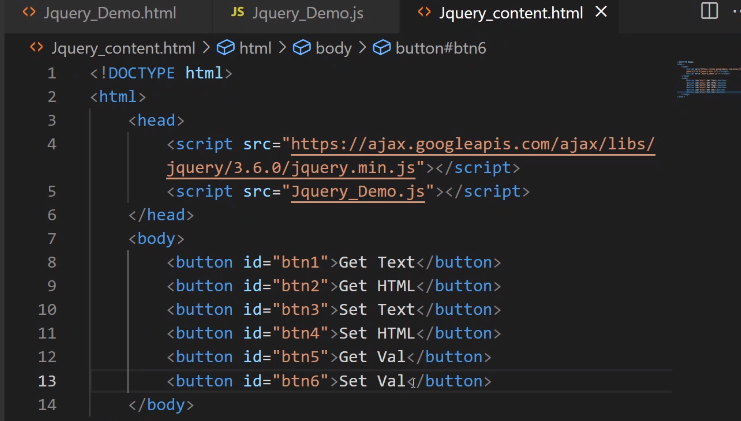 <> Jquery_Demo.html JS Jquery_Demo.js <> Jquery_content.html ×
<> Jquery_content.html > html > body > button#btn6
1 <!DOCTYPE html>
2 <html>
3 <head>
4 <script src="https://ajax.googleapis.com/ajax/libs/
jquery/3.6.0/jquery.min.js"></script>
5 <script src="Jquery_Demo.js"></script>
6 </head>
7 <body>
8 <button id="btn1">Get Text</button>
9 <button id="btn2">Get HTML</button>
10 <button id="btn3">Set Text</button>
11 <button id="btn4">Set HTML</button>
12 <button id="btn5">Get Val</button>
13 <button id="btn6">Set Val</button>
14 </body>